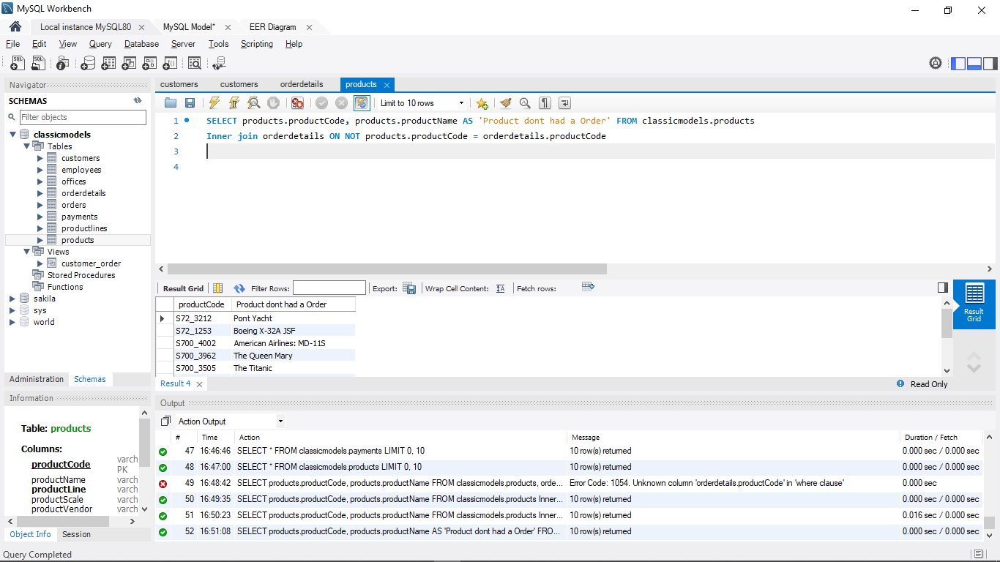 MySQL Workbench
Local instance MySQL80 MySQL Model* EER Diagram
File Edit View Query Database Server Tools Scripting Help
Navigator
SCHEMAS
Filter objects
classicmodels
Tables
customers
employees
offices
orderdetails
orders
payments
productlines
products
Views
customer_order
Stored Procedures
Functions
sakila
sys
world
Administration Schemas
Information
Table: products
Columns:
productCode varch
PK
productName varch
productLine varch
productScale varch
productVendor varch
Object Info Session
customers customers orderdetails products
Limit to 10 rows
1 SELECT products.productCode, products.productName AS 'Product dont had a Order' FROM classicmodels.products
2 Inner join orderdetails ON NOT products.productCode = orderdetails.productCode
3
4
Result Grid Filter Rows: Export: Wrap Cell Content: Fetch rows:
productCode Product dont had a Order
S72_3212 Pont Yacht
S72_1253 Boeing X-32A JSF
S700_4002 American Airlines: MD-11S
S700_3962 The Queen Mary
S700_3505 The Titanic
Result
Grid
Result 4 Read Only
Output
Action Output
# Time Action Message Duration / Fetch
47 16:46:46 SELECT * FROM classicmodels.payments LIMIT 0, 10 10 row(s) returned 0.000 sec / 0.000 sec
48 16:47:00 SELECT * FROM classicmodels.products LIMIT 0, 10 10 row(s) returned 0.000 sec / 0.000 sec
49 16:48:42 SELECT products.productCode, products.productName FROM classicmodels.products, orde... Error Code: 1054. Unknown column 'orderdetails.productCode' in 'where clause' 0.000 sec
50 16:49:35 SELECT products.productCode, products.productName FROM classicmodels.products Inner... 10 row(s) returned 0.000 sec / 0.000 sec
51 16:50:23 SELECT products.productCode, products.productName FROM classicmodels.products Inner... 10 row(s) returned 0.016 sec / 0.000 sec
52 16:51:08 SELECT products.productCode, products.productName AS 'Product dont had a Order' FRO... 10 row(s) returned 0.000 sec / 0.000 sec
Query Completed